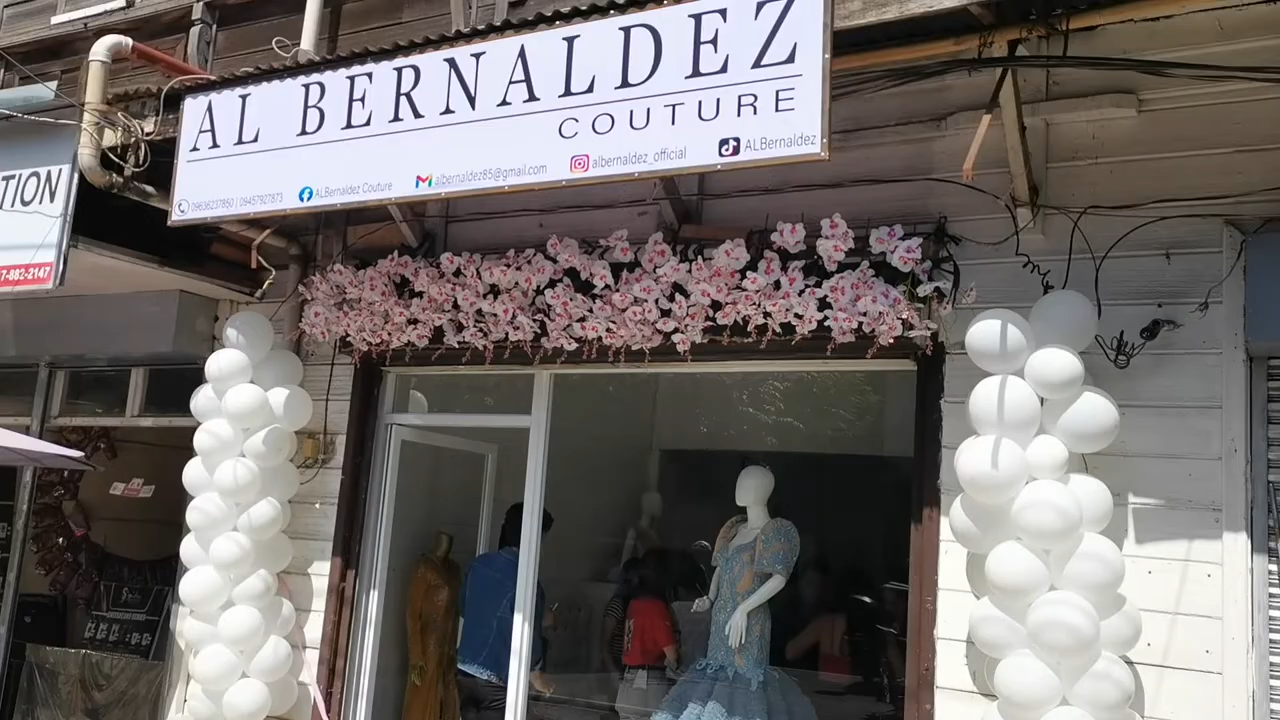 AL BERNALDEZ
COUTURE
09636237850 / 09457927873
ALBernaldez Couture
albernaldez85@gmail.com
albernaldez_official
ALBernaldez
TION
7-882-2147